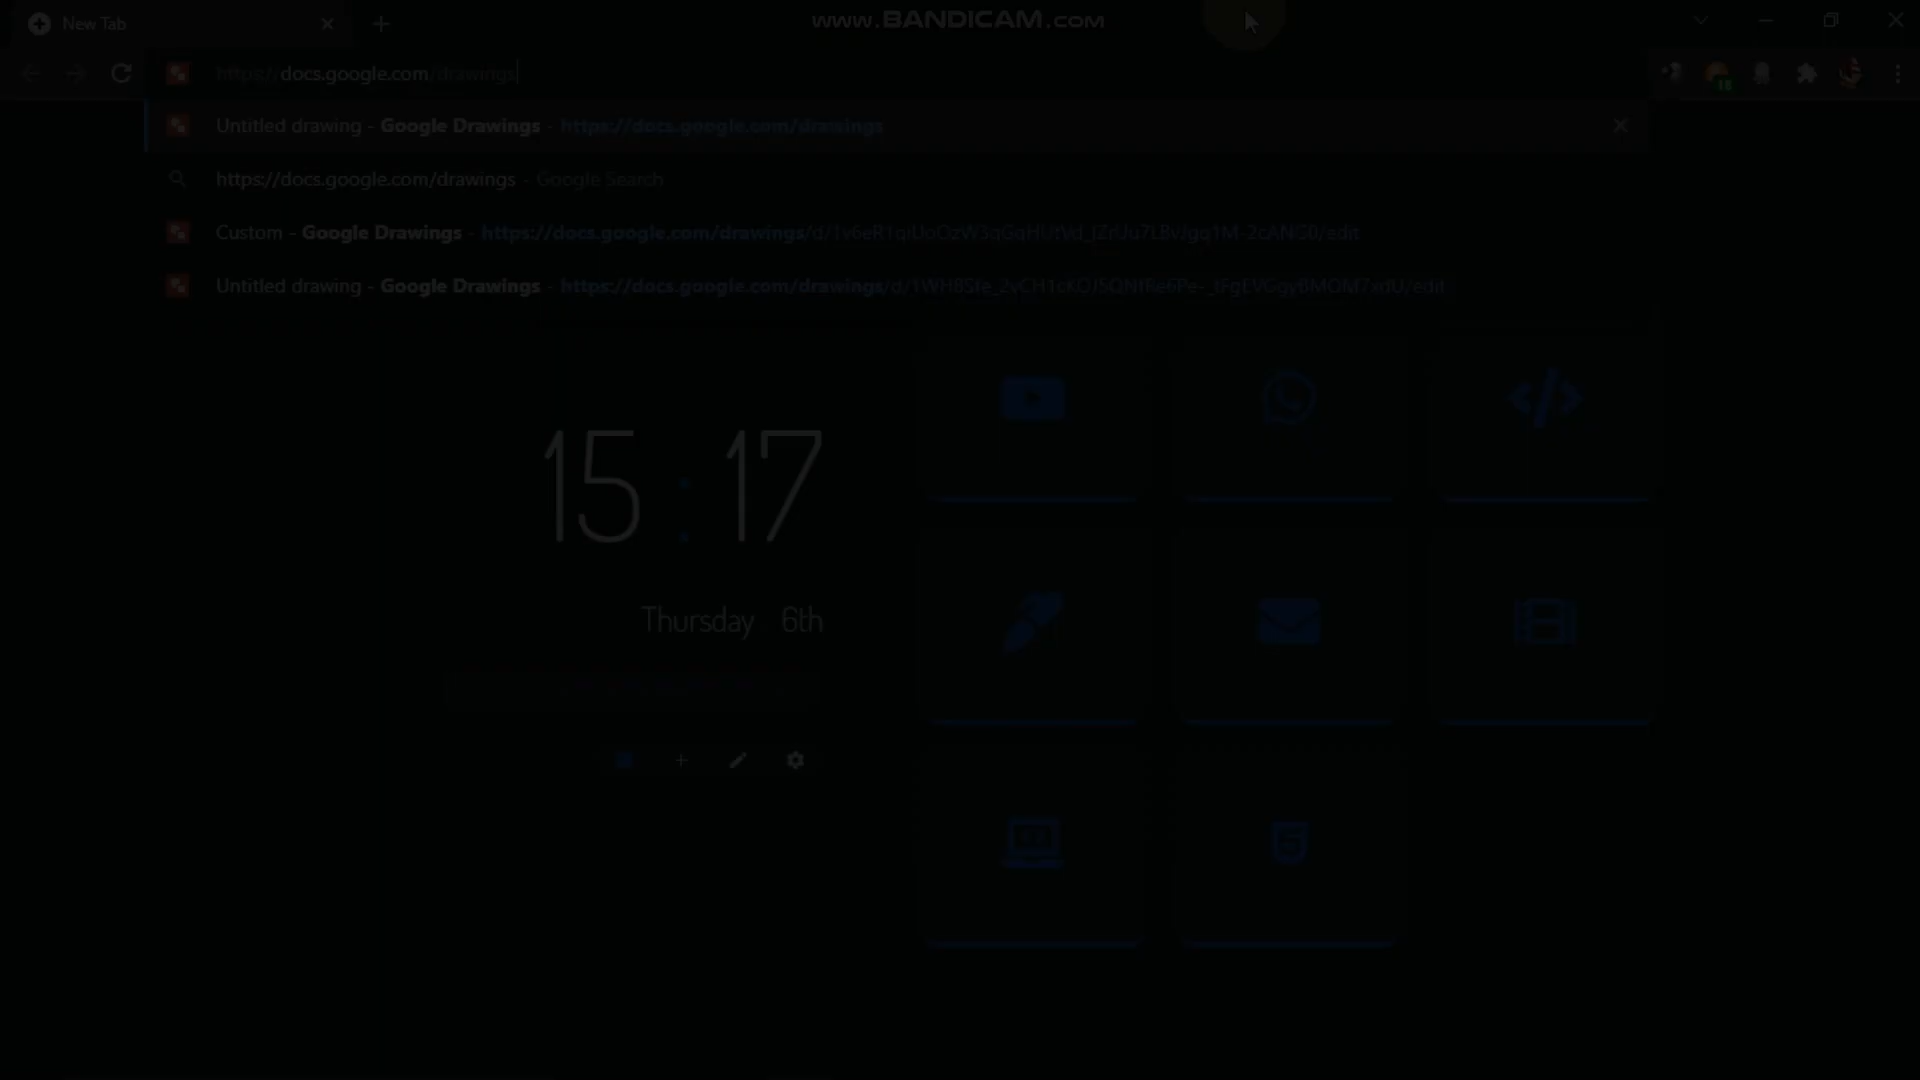 New Tab
www.BANDICAM.com
https://docs.google.com/drawings
18
Untitled drawing - Google Drawings - https://docs.google.com/drawings
https://docs.google.com/drawings - Google Search
Custom - Google Drawings - https://docs.google.com/drawings
Untitled drawing - Google Drawings - https://docs.google.com/drawings
15:17
Thursday 6th